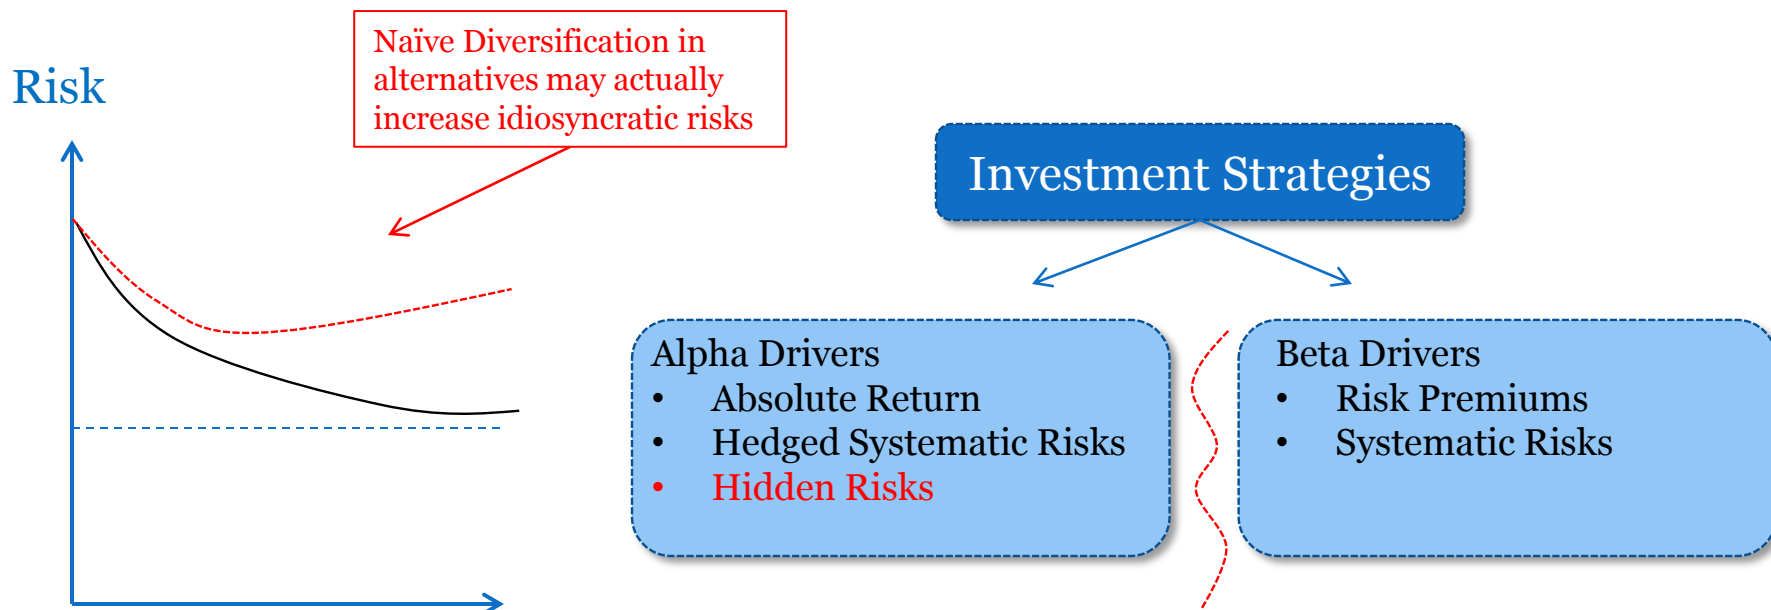 Naïve Diversification in
alternatives may actually
increase idiosyncratic risks
Risk
Investment Strategies
Alpha Drivers
• Absolute Return
• Hedged Systematic Risks
• Hidden Risks
Beta Drivers
• Risk Premiums
• Systematic Risks